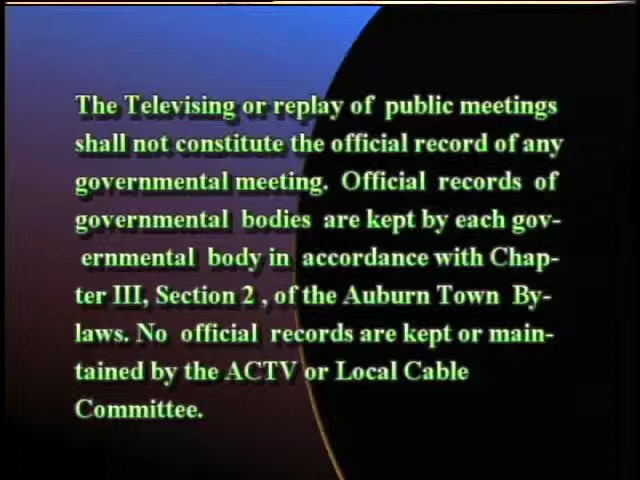 The Televising or replay of public meetings
shall not constitute the official record of any
governmental meeting. Official records of
governmental bodies are kept by each gov-
ernmental body in accordance with Chap-
ter III, Section 2 , of the Auburn Town By-
laws. No official records are kept or main-
tained by the ACTV or Local Cable
Committee.